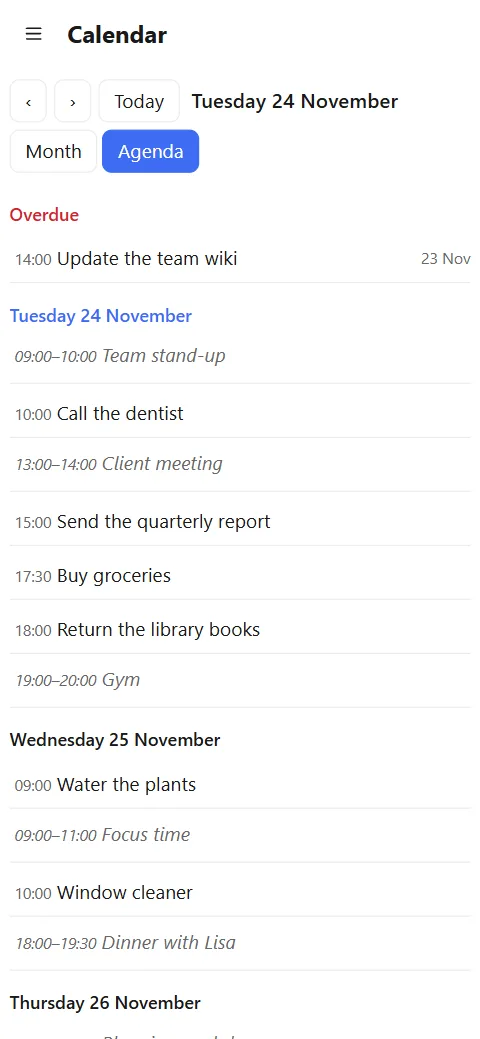 Calendar
‹ › Today Tuesday 24 November
Month Agenda
Overdue
14:00 Update the team wiki 23 Nov
Tuesday 24 November
09:00–10:00 Team stand-up
10:00 Call the dentist
13:00–14:00 Client meeting
15:00 Send the quarterly report
17:30 Buy groceries
18:00 Return the library books
19:00–20:00 Gym
Wednesday 25 November
09:00 Water the plants
09:00–11:00 Focus time
10:00 Window cleaner
18:00–19:30 Dinner with Lisa
Thursday 26 November